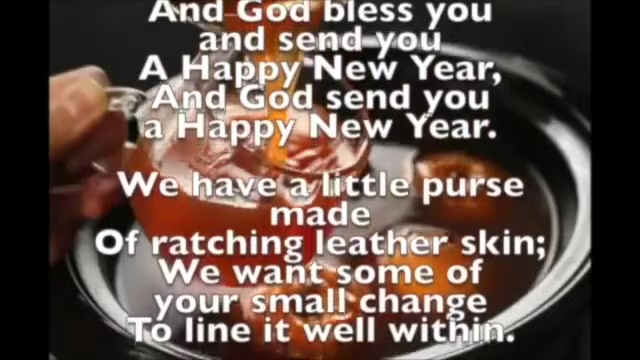 And God bless you
and send you
A Happy New Year,
And God send you
a Happy New Year.
We have a little purse
made
Of ratching leather skin;
We want some of
your small change
To line it well within.